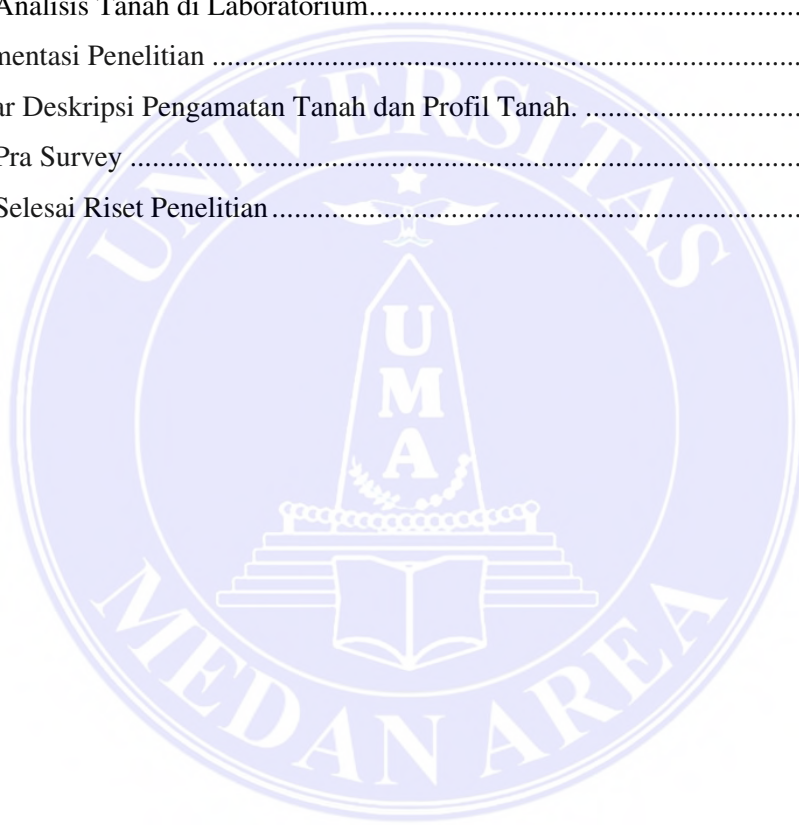 Analisis Tanah di Laboratorium......................................................
mentasi Penelitian ......................................................................
ar Deskripsi Pengamatan Tanah dan Profil Tanah. ........................
Pra Survey ..................................................................................
Selesai Riset Penelitian...............................................................
UNIVERSITAS
U
M
A
MEDAN AREA